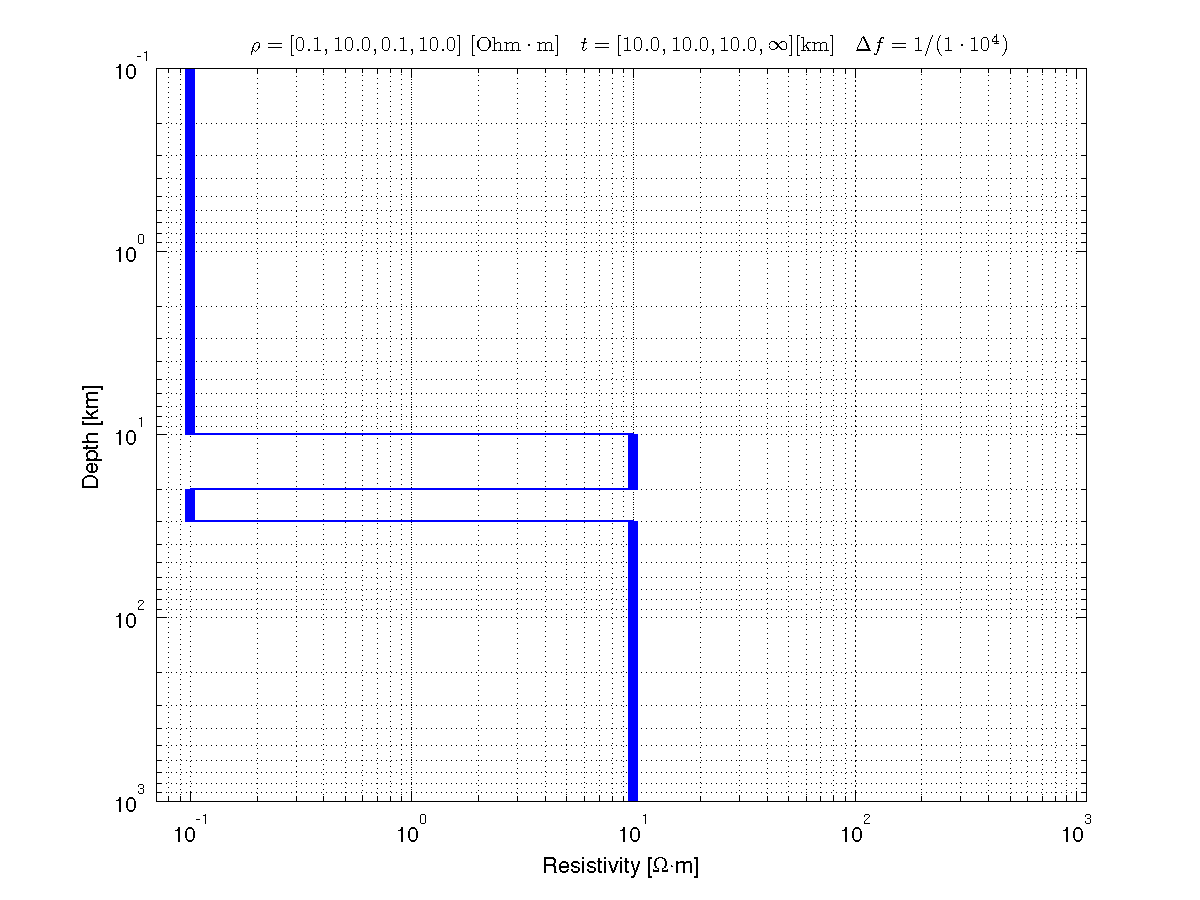 ρ = [0.1, 10.0, 0.1, 10.0] [Ohm · m] t = [10.0, 10.0, 10.0, ∞][km] Δf = 1/(1 · 10⁴)
10⁻¹
10⁰
10¹
10²
10³
Depth [km]
10⁻¹ 10⁰ 10¹ 10² 10³
Resistivity [Ω·m]